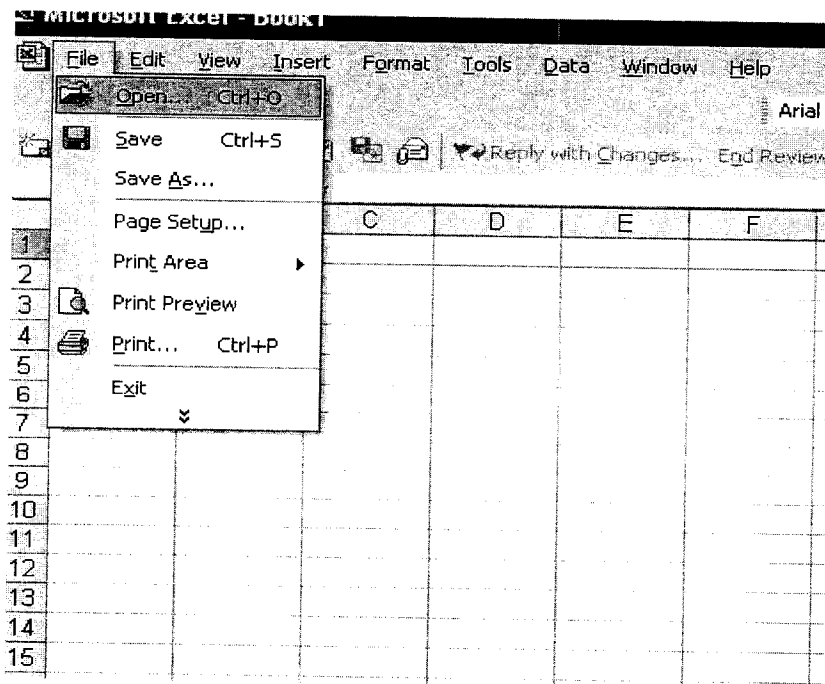 Microsoft Excel - Book1
File Edit View Insert Format Tools Data Window Help
Open... Ctrl+O
Arial
Save Ctrl+S
Reply with Changes... End Review
Save As...
Page Setup...
C D E F
Print Area
Print Preview
Print... Ctrl+P
Exit
1
2
3
4
5
6
7
8
9
10
11
12
13
14
15